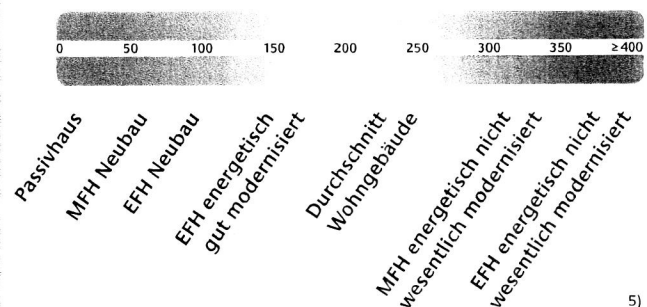 0 50 100 150 200 250 300 350 ≥400
Passivhaus
MFH Neubau
EFH Neubau
EFH energetisch
gut modernisiert
Durchschnitt
Wohngebäude
MFH energetisch nicht
wesentlich modernisiert
EFH energetisch nicht
wesentlich modernisiert
5)